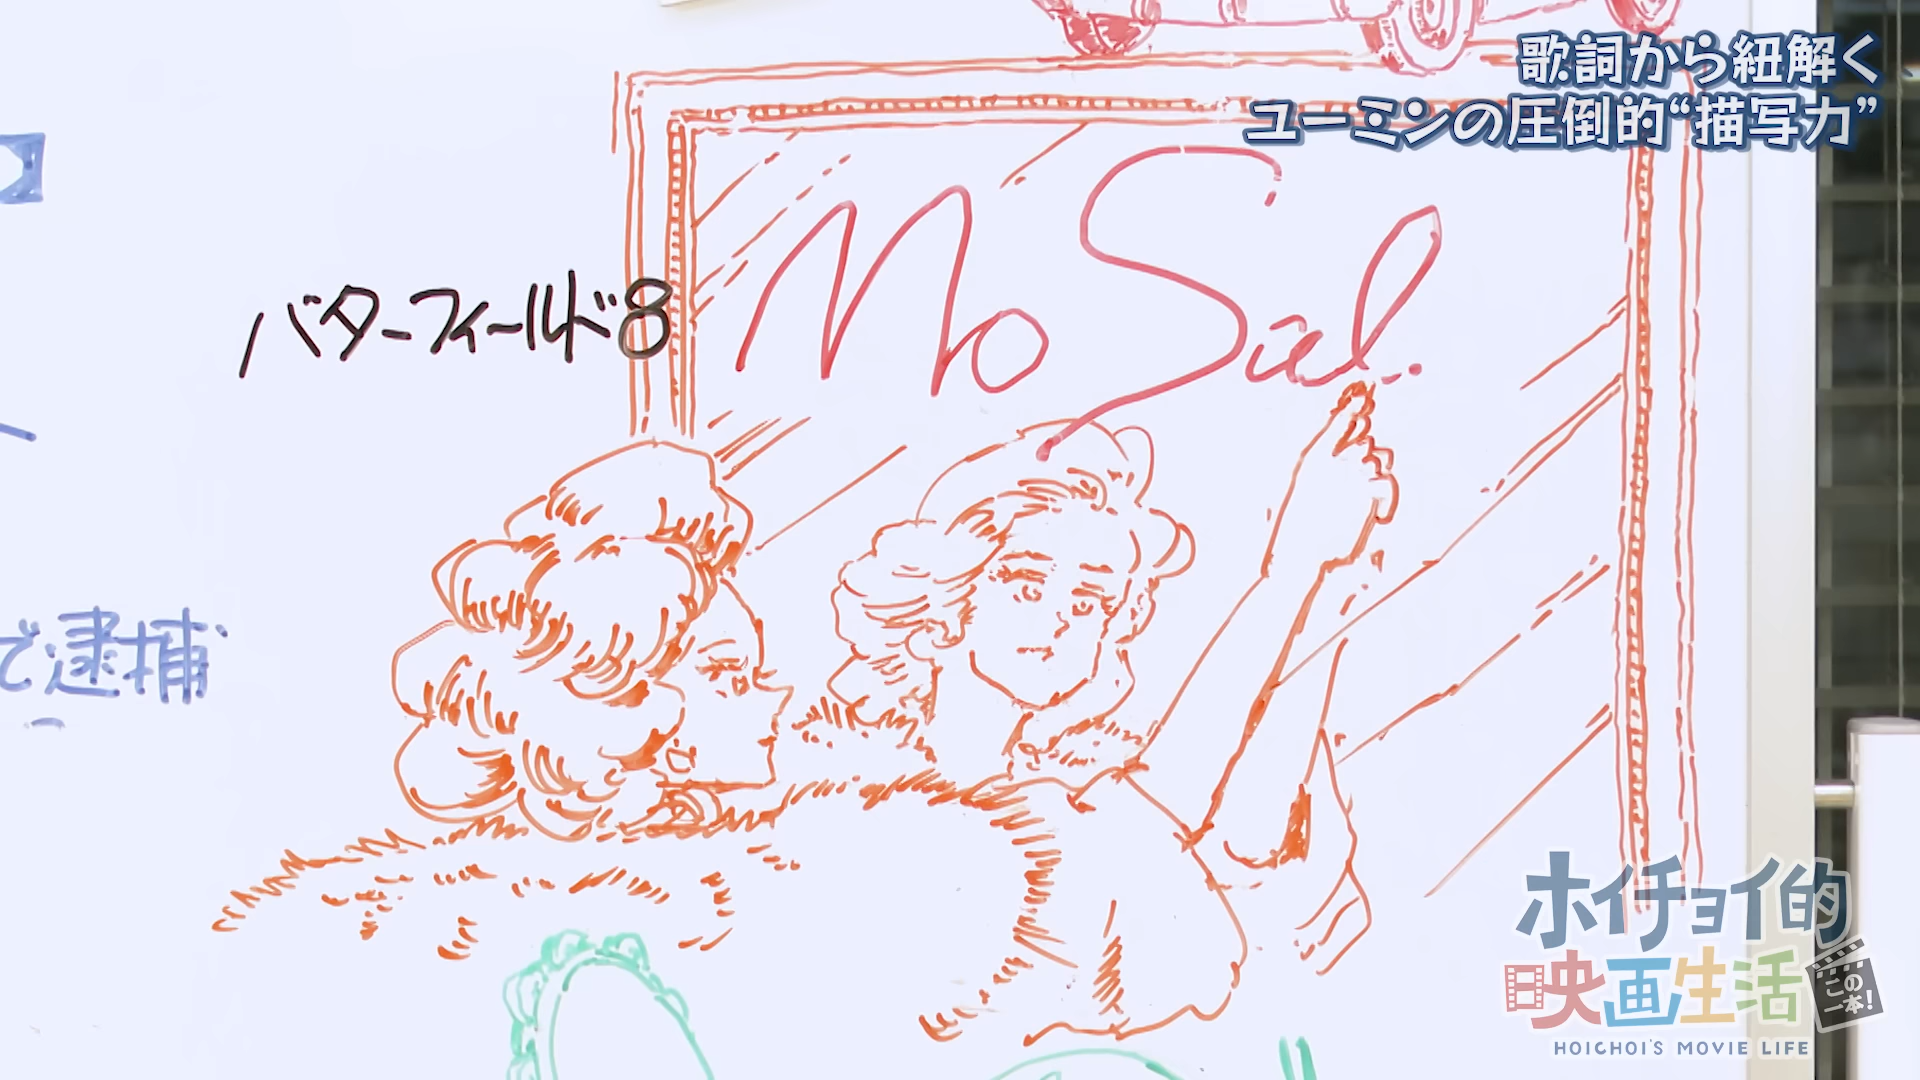 歌詞から紐解く
ユーミンの圧倒的“描写力”
】
バターフィールド8
No Sal
で逮捕
ホイチョイ的
映画生活
この一本!
HOICHOI'S MOVIE LIFE